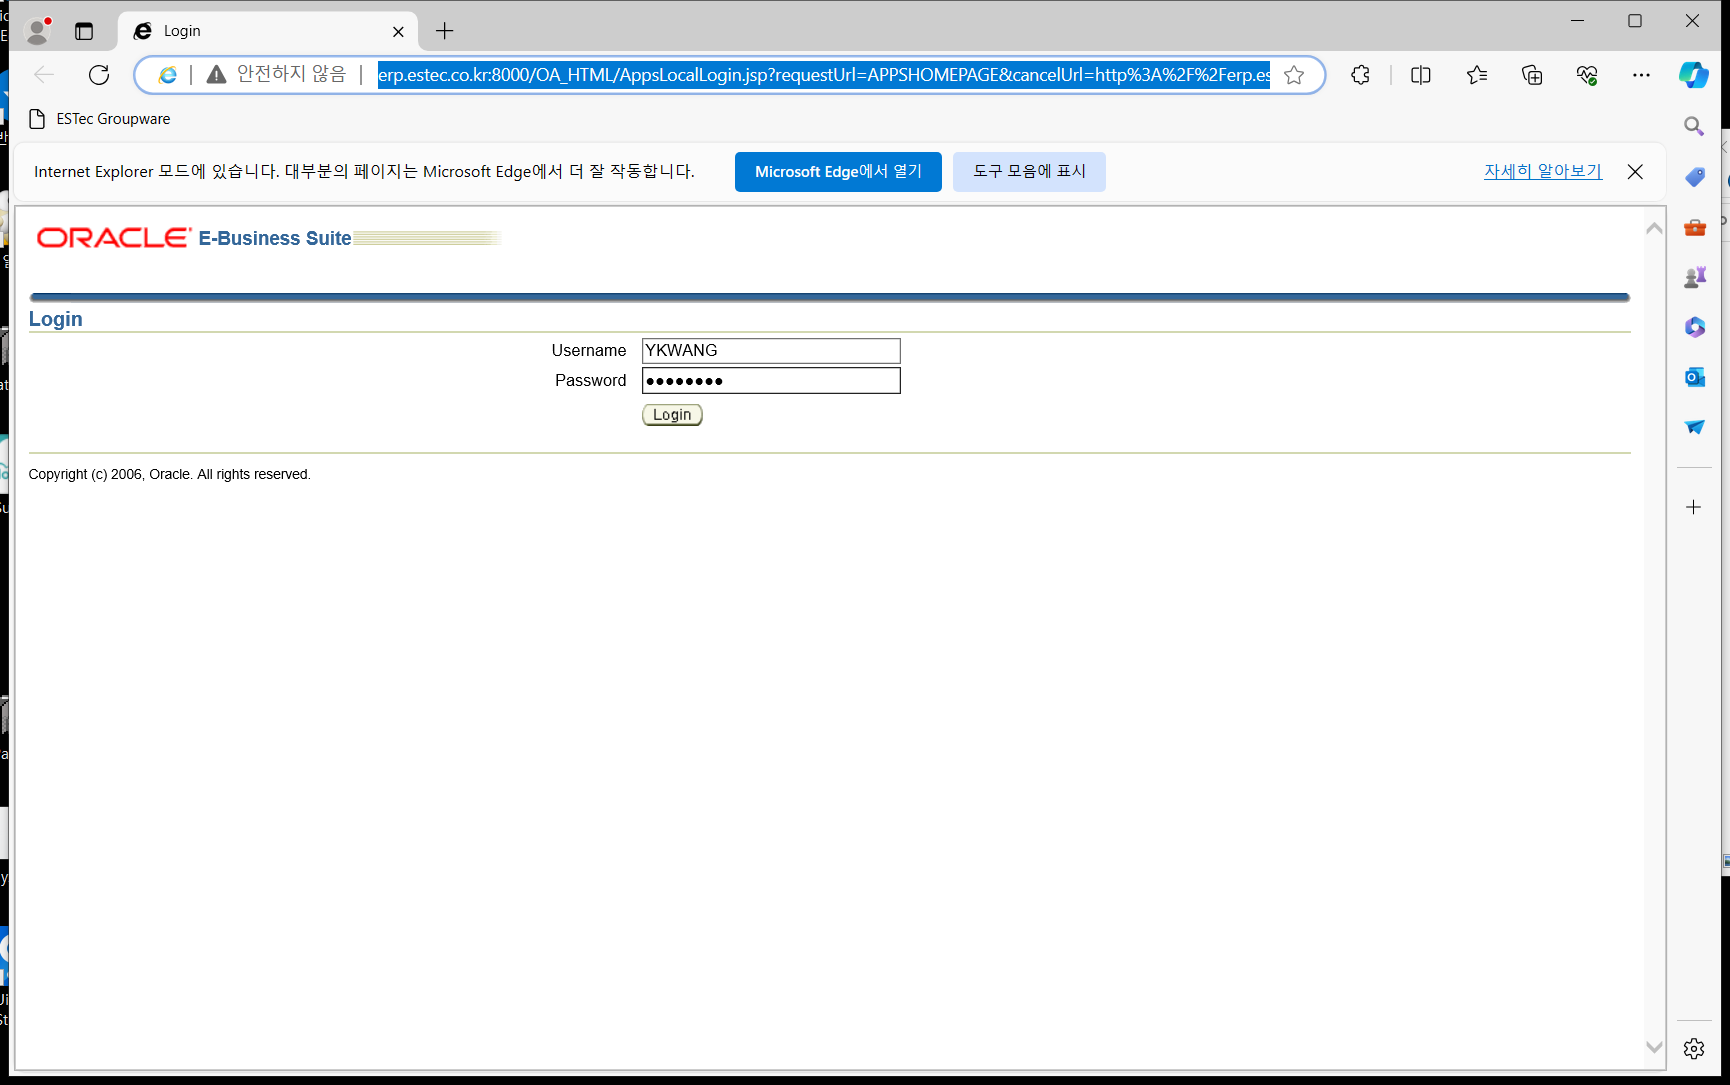 Login
안전하지 않음
erp.estec.co.kr:8000/OA_HTML/AppsLocalLogin.jsp?requestUrl=APPSHOMEPAGE&cancelUrl=http%3A%2F%2Ferp.es
ESTec Groupware
Internet Explorer 모드에 있습니다. 대부분의 페이지는 Microsoft Edge에서 더 잘 작동합니다.
Microsoft Edge에서 열기
도구 모음에 표시
자세히 알아보기
ORACLE E-Business Suite
Login
Username YKWANG
Password ●●●●●●●●
Login
Copyright (c) 2006, Oracle. All rights reserved.